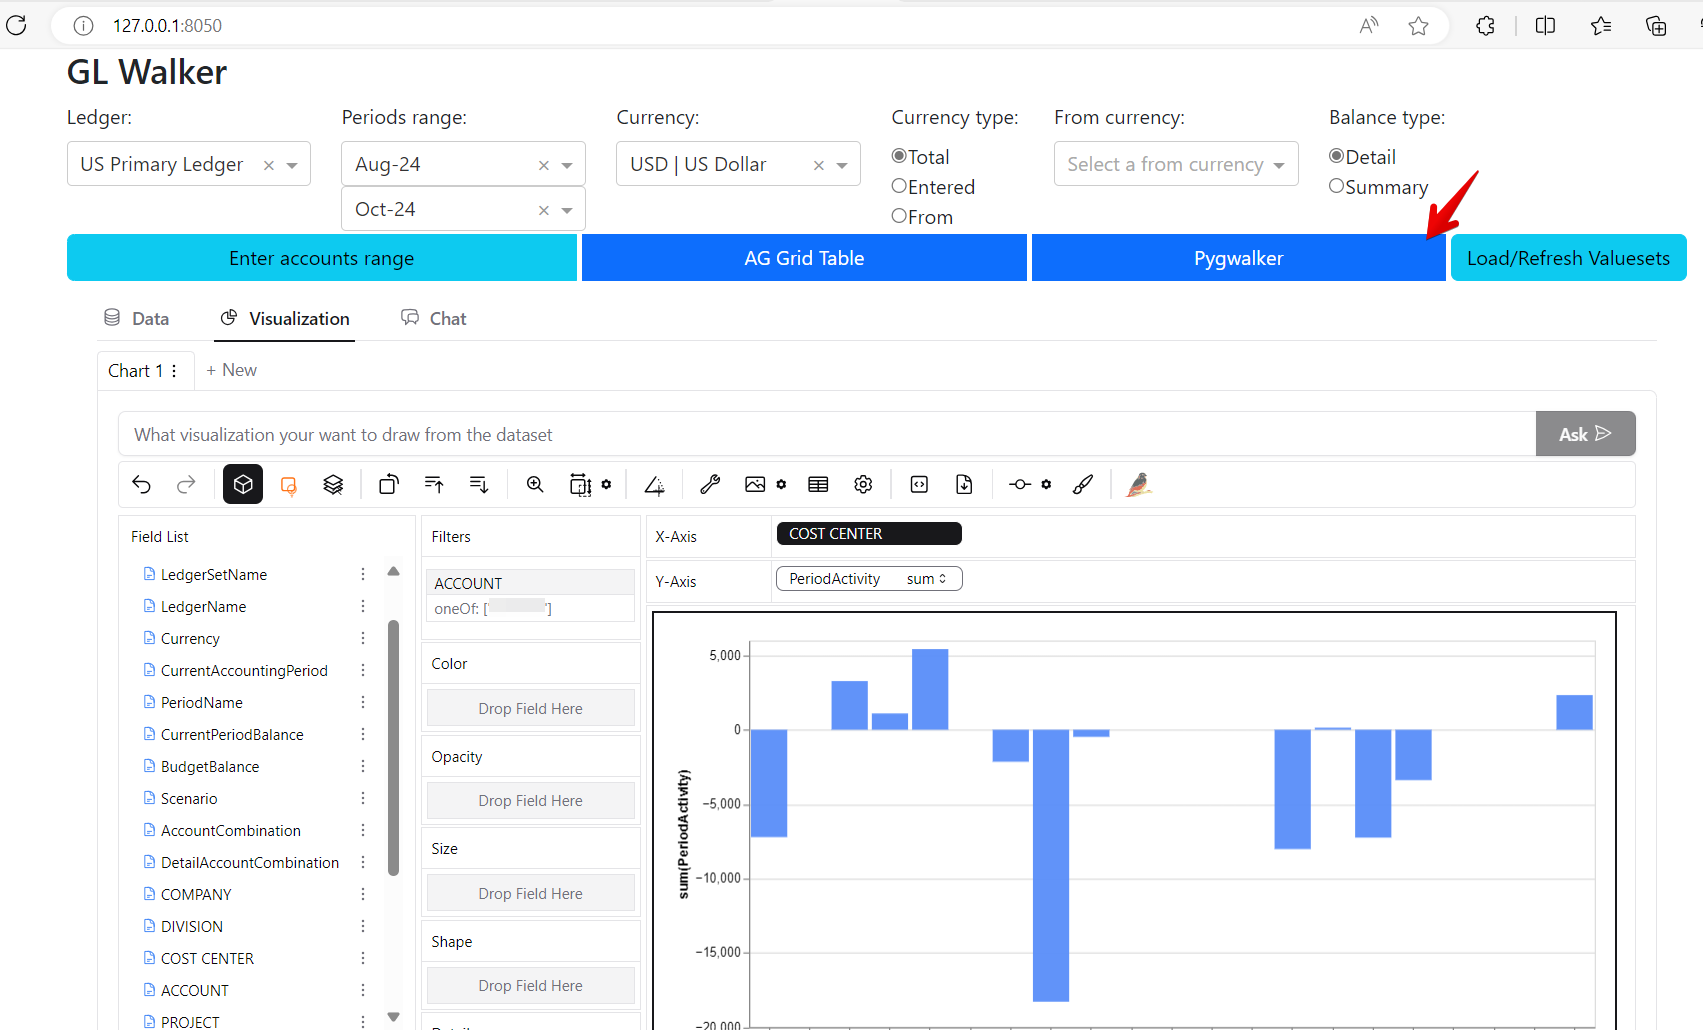 127.0.0.1:8050
GL Walker
Ledger:
Periods range:
Currency:
Currency type:
From currency:
Balance type:
US Primary Ledger
Aug-24
Oct-24
USD | US Dollar
Total
Entered
From
Select a from currency
Detail
Summary
Enter accounts range
AG Grid Table
Pygwalker
Load/Refresh Valuesets
Data
Visualization
Chat
Chart 1
+ New
What visualization your want to draw from the dataset
Ask
Field List
LedgerSetName
LedgerName
Currency
CurrentAccountingPeriod
PeriodName
CurrentPeriodBalance
BudgetBalance
Scenario
AccountCombination
DetailAccountCombination
COMPANY
DIVISION
COST CENTER
ACCOUNT
PROJECT
Filters
ACCOUNT
oneOf: [' ']
Color
Drop Field Here
Opacity
Drop Field Here
Size
Drop Field Here
Shape
Drop Field Here
X-Axis
COST CENTER
Y-Axis
PeriodActivity sum
sum(PeriodActivity)
5,000
0
−5,000
−10,000
−15,000
−20,000